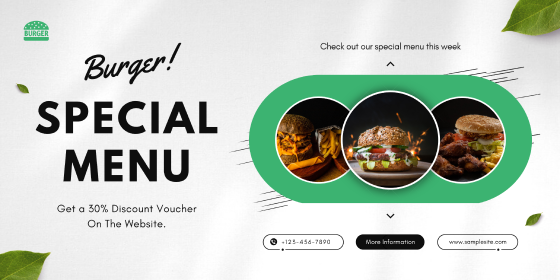 BURGER
Burger!
SPECIAL
MENU
Get a 30% Discount Voucher
On The Website.
Check out our special menu this week
+123-456-7890
More Information
www.samplesite.com